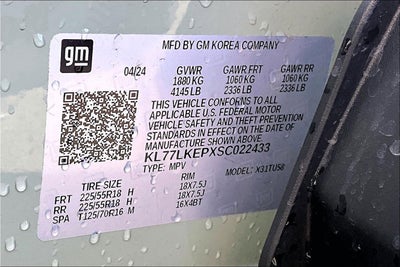 gm
MFD BY GM KOREA COMPANY
04/24 GVWR GAWR FRT GAWR RR
1880 KG 1060 KG 1060 KG
4145 LB 2336 LB 2336 LB
THIS VEHICLE CONFORMS TO ALL
APPLICABLE U.S. FEDERAL MOTOR
VEHICLE SAFETY AND THEFT PREVENTION
STANDARDS IN EFFECT ON THE DATE OF
MANUFACTURE SHOWN ABOVE.
KL77LKEPXSC022433
TYPE: MPV MODEL: X31TUS8
TIRE SIZE RIM
FRT 225/55R18 H 18X7.5J
RR 225/55R18 H 18X7.5J
SPA T125/70R16 M 16X4BT